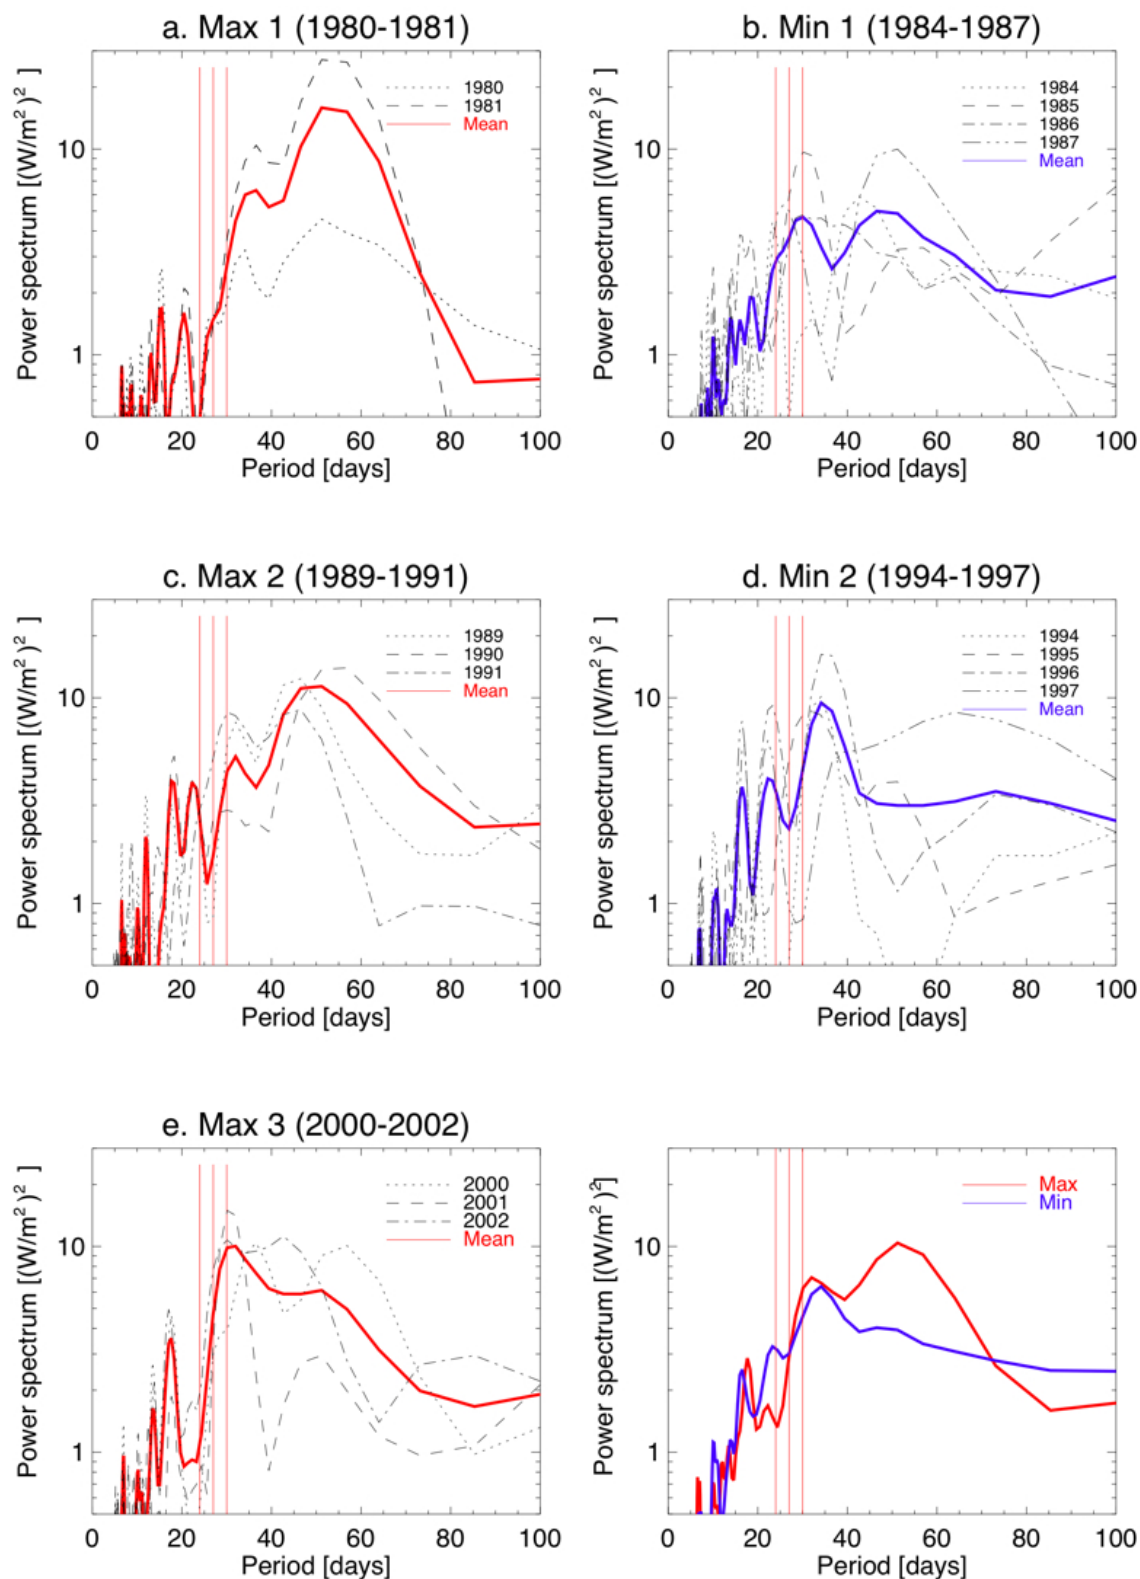 a. Max 1 (1980-1981)
Power spectrum [(W/m²)²]
10
1
1980
1981
Mean
0 20 40 60 80 100
Period [days]
b. Min 1 (1984-1987)
Power spectrum [(W/m²)²]
10
1
1984
1985
1986
1987
Mean
0 20 40 60 80 100
Period [days]
c. Max 2 (1989-1991)
Power spectrum [(W/m²)²]
10
1
1989
1990
1991
Mean
0 20 40 60 80 100
Period [days]
d. Min 2 (1994-1997)
Power spectrum [(W/m²)²]
10
1
1994
1995
1996
1997
Mean
0 20 40 60 80 100
Period [days]
e. Max 3 (2000-2002)
Power spectrum [(W/m²)²]
10
1
2000
2001
2002
Mean
0 20 40 60 80 100
Period [days]
Power spectrum [(W/m²)²]
10
1
Max
Min
0 20 40 60 80 100
Period [days]